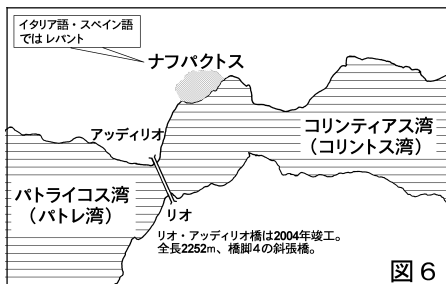 イタリア語・スペイン語
ではレパント
ナフパクトス
アッディリオ
コリンティアス湾
(コリントス湾)
パトライコス湾
(パトレ湾)
リオ
リオ・アッディリオ橋は2004年竣工。
全長2252m、橋脚4の斜張橋。
図6